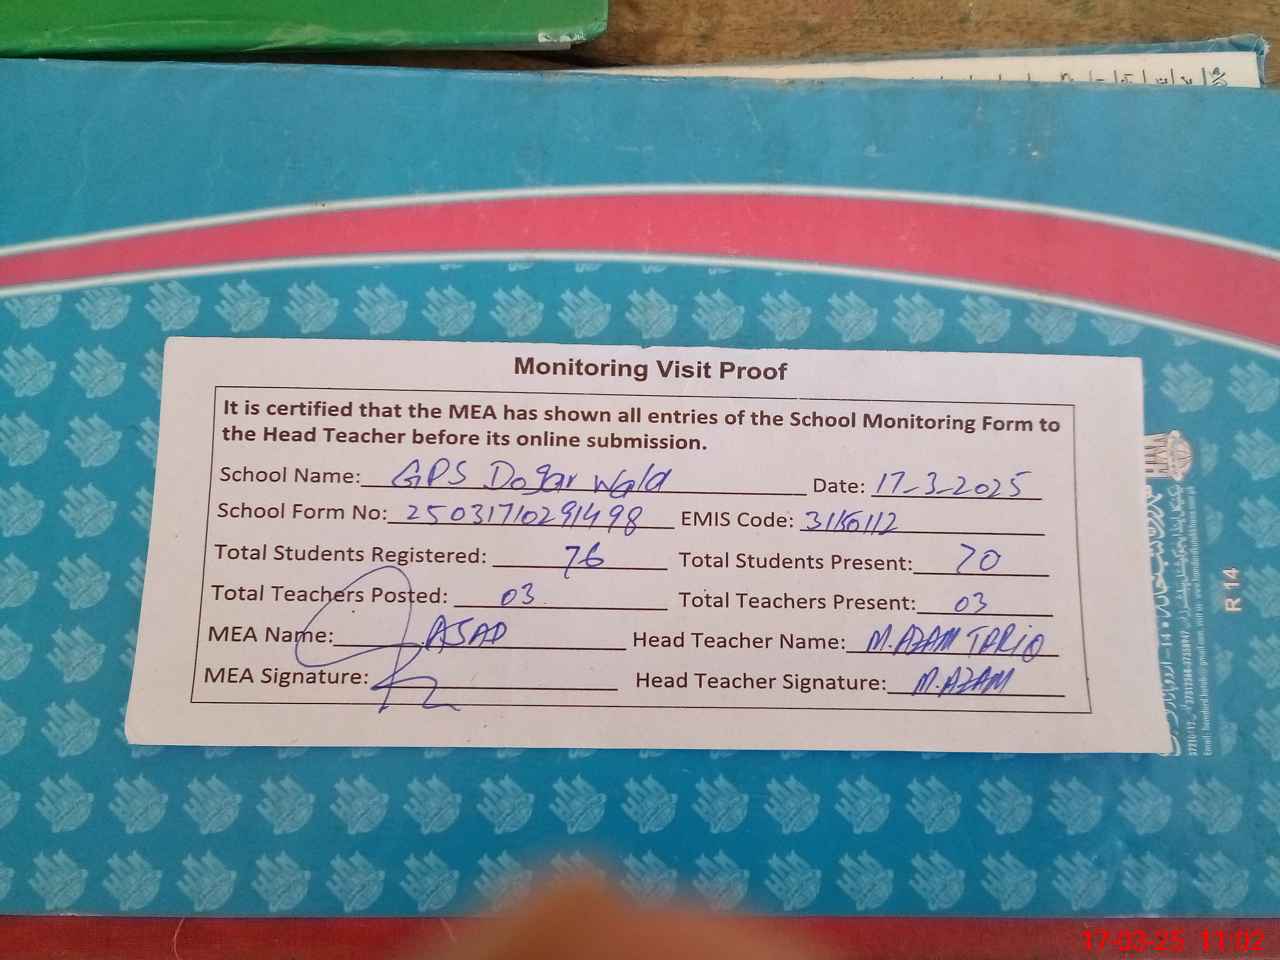 Monitoring Visit Proof
It is certified that the MEA has shown all entries of the School Monitoring Form to
the Head Teacher before its online submission.
School Name: GPS Dogar Wala Date: 17-3-2025
School Form No: 25031710291498 EMIS Code:
Total Students Registered: 76 Total Students Present: 70
Total Teachers Posted: 03 Total Teachers Present: 03
MEA Name: ASAD Head Teacher Name: M.AZAM TARIQ
MEA Signature: Head Teacher Signature: M.AZAM
R 14
17-03-25 11:02